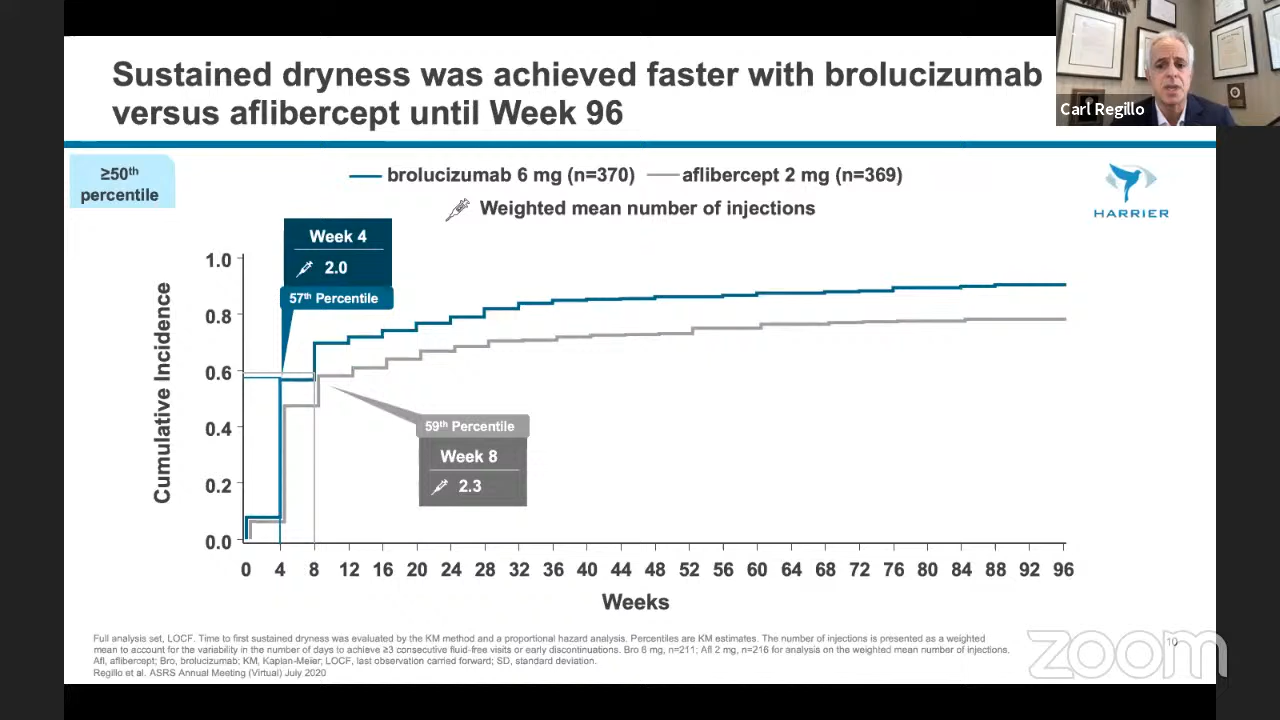 Sustained dryness was achieved faster with brolucizumab
versus aflibercept until Week 96
Carl Regillo
≥50th
percentile
brolucizumab 6 mg (n=370)
aflibercept 2 mg (n=369)
Weighted mean number of injections
HARRIER
Week 4
2.0
57th Percentile
Cumulative Incidence
1.0
0.8
0.6
0.4
0.2
0.0
59th Percentile
Week 8
2.3
0 4 8 12 16 20 24 28 32 36 40 44 48 52 56 60 64 68 72 76 80 84 88 92 96
Weeks
Full analysis set, LOCF. Time to first sustained dryness was evaluated by the KM method and a proportional hazard analysis. Percentiles are KM estimates. The number of injections is presented as a weighted
mean to account for the variability in the number of days to achieve ≥3 consecutive fluid-free visits or early discontinuations. Bro 6 mg, n=211; Afl 2 mg, n=216 for analysis on the weighted mean number of injections.
Afl, aflibercept; Bro, brolucizumab; KM, Kaplan-Meier; LOCF, last observation carried forward; SD, standard deviation.
Regillo et al. ASRS Annual Meeting (Virtual) July 2020
10
zoom